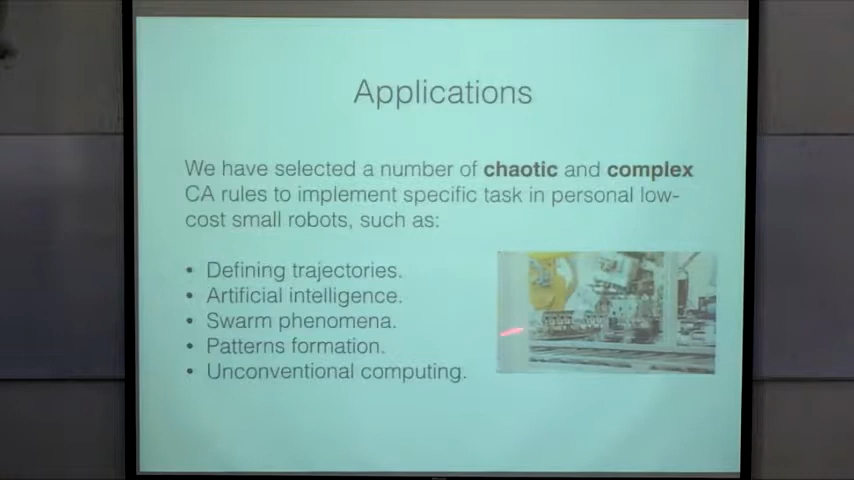 Applications
We have selected a number of chaotic and complex
CA rules to implement specific task in personal low-
cost small robots, such as:
• Defining trajectories.
• Artificial intelligence.
• Swarm phenomena.
• Patterns formation.
• Unconventional computing.